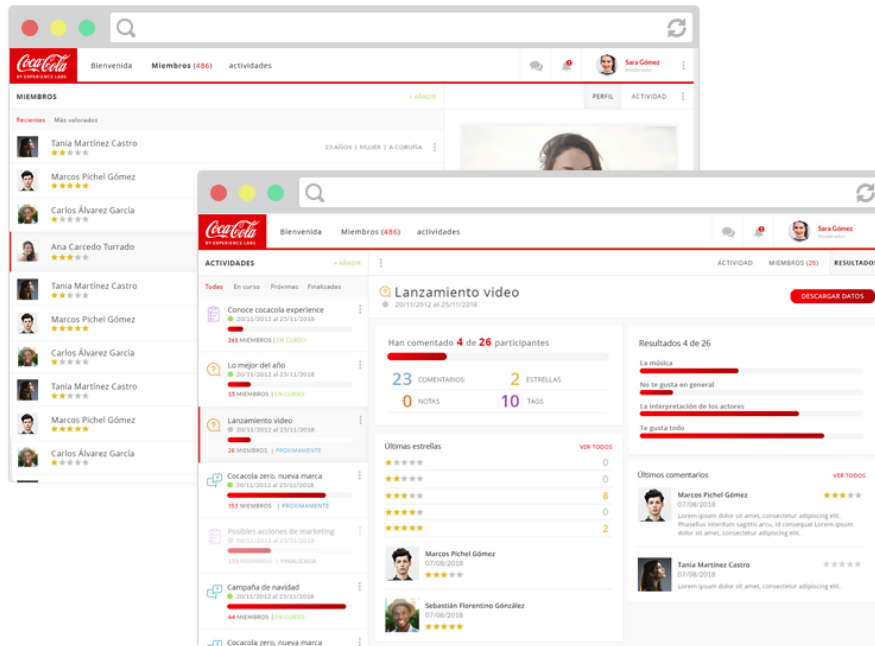 Coca-Cola
BY EXPERIENCE LABS
Bienvenida
Miembros (486)
actividades
1
Sara Gómez
Moderador
MIEMBROS
+ AÑADIR
PERFIL
ACTIVIDAD
Recientes
Más valorados
Tania Martínez Castro
23 AÑOS | MUJER | A CORUÑA
Marcos Pichel Gómez
Carlos Álvarez García
Ana Carcedo Turrado
Tania Martínez Castro
Marcos Pichel Gómez
Carlos Álvarez García
Tania Martínez Castro
Marcos Pichel Gómez
Carlos Álvarez García
Coca-Cola
BY EXPERIENCE LABS
Bienvenida
Miembros (486)
actividades
Sara Gómez
Moderador
ACTIVIDADES
+ AÑADIR
Todas
En curso
Próximas
Finalizadas
Conoce cocacola experience
20/11/2012 al 25/11/2018
265 MIEMBROS | EN CURSO
Lo mejor del año
20/11/2012 al 25/11/2018
15 MIEMBROS | EN CURSO
Lanzamiento video
20/11/2012 al 25/11/2018
26 MIEMBROS | PROXIMAMENTE
Cocacola zero, nueva marca
20/11/2012 al 25/11/2018
153 MIEMBROS | PROXIMAMENTE
Posibles acciones de marketing
20/11/2012 al 25/11/2018
MIEMBROS | FINALIZADA
Campaña de navidad
20/11/2012 al 25/11/2018
64 MIEMBROS | EN CURSO
Cocacola zero, nueva marca
ACTIVIDAD
MIEMBROS (26)
RESULTADOS
Lanzamiento video
20/11/2012 al 25/11/2018
DESCARGAR DATOS
Han comentado 4 de 26 participantes
23 COMENTARIOS
2 ESTRELLAS
0 NOTAS
10 TAGS
Últimas estrellas
VER TODOS
0
0
8
0
2
Marcos Pichel Gómez
07/08/2018
Sebastián Florentino Gónzález
07/08/2018
Resultados 4 de 26
La música
No te gusta en general
La interpretación de los actores
Te gusta todo
Últimos comentarios
VER TODOS
Marcos Pichel Gómez
07/08/2018
Lorem ipsum dolor sit amet, consectetur adipiscing elit.
Phasellus interdum sagittis arcu, id consequat Lorem ipsum
dolor sit amet, consectetur adipiscing elit.
Tania Martínez Castro
07/08/2018
Lorem ipsum dolor sit amet, consectetur adipiscing elit.